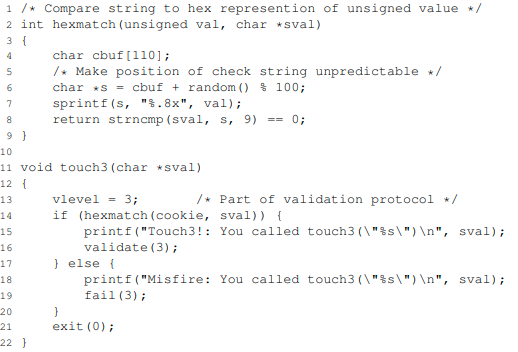 1 /* Compare string to hex represention of unsigned value */
2 int hexmatch(unsigned val, char *sval)
3 {
4     char cbuf[110];
5     /* Make position of check string unpredictable */
6     char *s = cbuf + random() % 100;
7     sprintf(s, "%.8x", val);
8     return strncmp(sval, s, 9) == 0;
9 }
10
11 void touch3(char *sval)
12 {
13     vlevel = 3;       /* Part of validation protocol */
14     if (hexmatch(cookie, sval)) {
15         printf("Touch3!: You called touch3(\"%s\")\n", sval);
16         validate(3);
17     } else {
18         printf("Misfire: You called touch3(\"%s\")\n", sval);
19         fail(3);
20     }
21     exit(0);
22 }